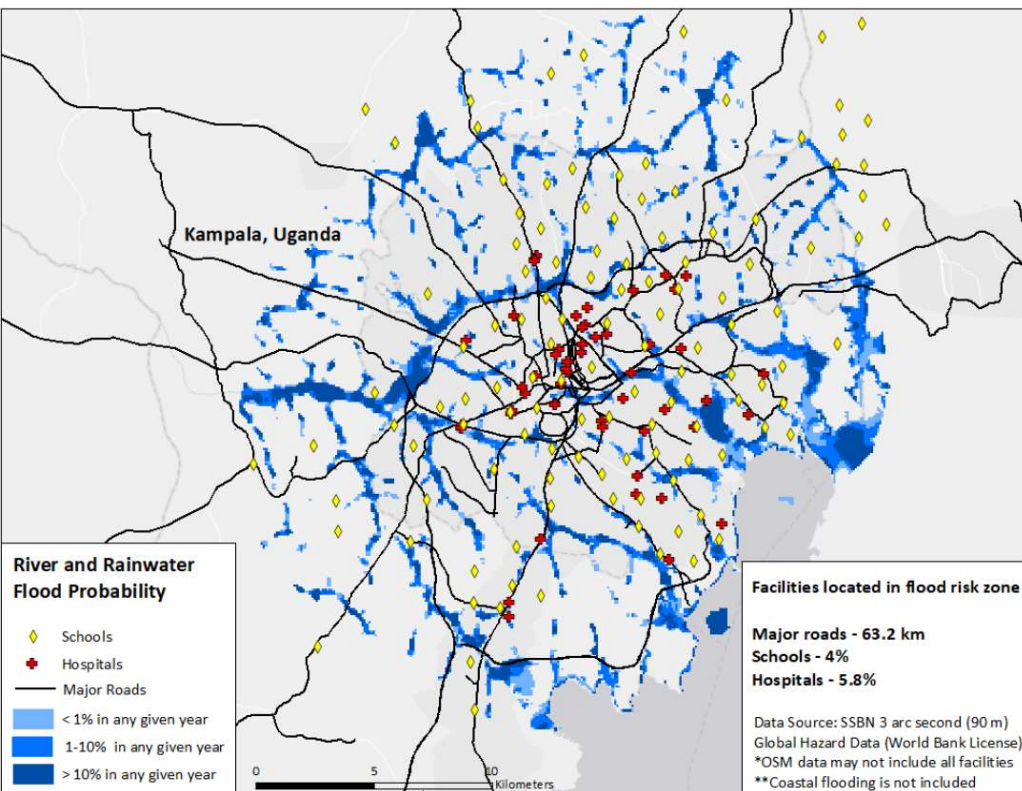 Kampala, Uganda
River and Rainwater
Flood Probability
Schools
Hospitals
Major Roads
< 1% in any given year
1-10% in any given year
> 10% in any given year
0 5 10
Kilometers
Facilities located in flood risk zone
Major roads - 63.2 km
Schools - 4%
Hospitals - 5.8%
Data Source: SSBN 3 arc second (90 m)
Global Hazard Data (World Bank License)
*OSM data may not include all facilities
**Coastal flooding is not included